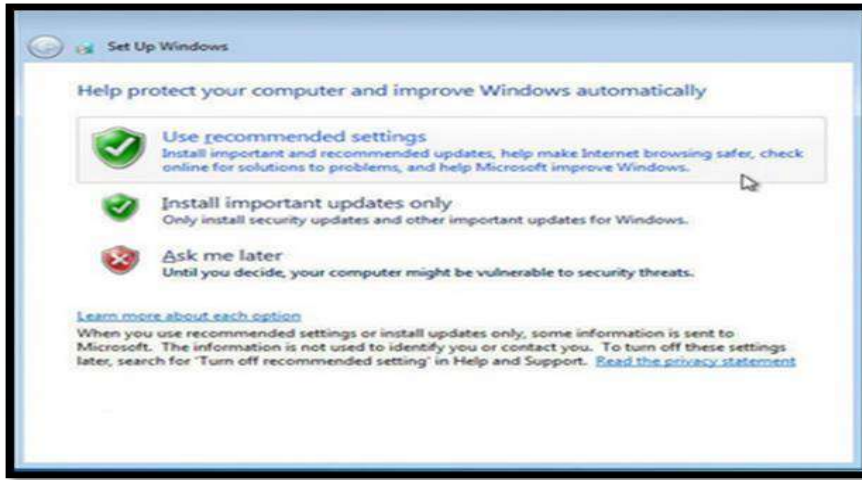 Set Up Windows
Help protect your computer and improve Windows automatically
Use recommended settings
Install important and recommended updates, help make Internet browsing safer, check
online for solutions to problems, and help Microsoft improve Windows.
Install important updates only
Only install security updates and other important updates for Windows.
Ask me later
Until you decide, your computer might be vulnerable to security threats.
Learn more about each option
When you use recommended settings or install updates only, some information is sent to
Microsoft. The information is not used to identify you or contact you. To turn off these settings
later, search for 'Turn off recommended setting' in Help and Support. Read the privacy statement